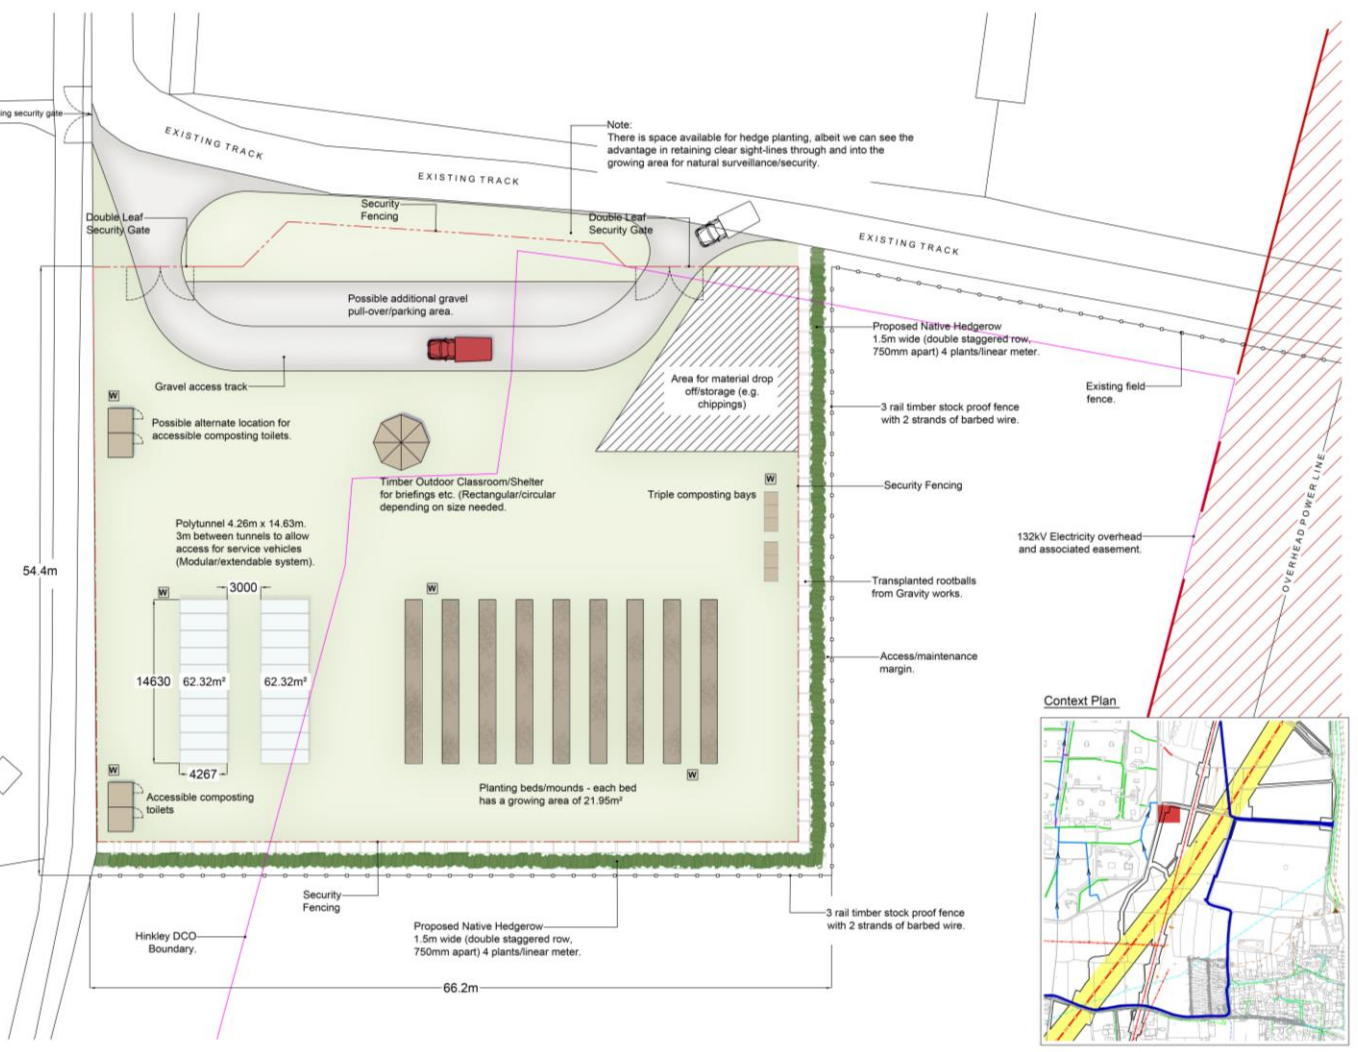 ing security gate
EXISTING TRACK
EXISTING TRACK
EXISTING TRACK
Note:
There is space available for hedge planting, albeit we can see the
advantage in retaining clear sight-lines through and into the
growing area for natural surveillance/security.
Double Leaf
Security Gate
Security
Fencing
Double Leaf
Security Gate
Possible additional gravel
pull-over/parking area.
Gravel access track
Area for material drop
off/storage (e.g.
chippings)
Proposed Native Hedgerow
1.5m wide (double staggered row,
750mm apart) 4 plants/linear meter.
Existing field
fence.
3 rail timber stock proof fence
with 2 strands of barbed wire.
W
Possible alternate location for
accessible composting toilets.
Timber Outdoor Classroom/Shelter
for briefings etc. (Rectangular/circular
depending on size needed.
W
Triple composting bays
Security Fencing
Polytunnel 4.26m x 14.63m.
3m between tunnels to allow
access for service vehicles
(Modular/extendable system).
132kV Electricity overhead
and associated easement.
OVERHEAD POWER LINE
54.4m
W
3000
W
Transplanted rootballs
from Gravity works.
14630
62.32m²
62.32m²
4267
Access/maintenance
margin.
W
Accessible composting
toilets
W
Planting beds/mounds - each bed
has a growing area of 21.95m²
Context Plan
Security
Fencing
Hinkley DCO
Boundary.
Proposed Native Hedgerow
1.5m wide (double staggered row,
750mm apart) 4 plants/linear meter.
3 rail timber stock proof fence
with 2 strands of barbed wire.
66.2m